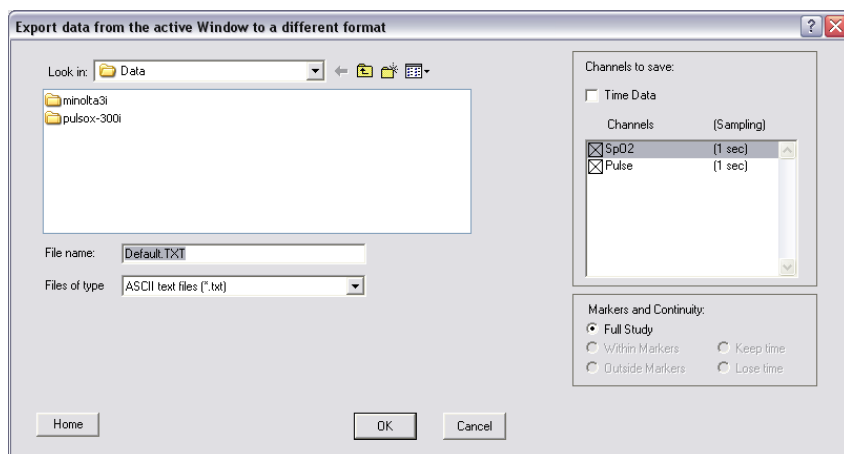 Export data from the active Window to a different format
Look in: Data
minolta3i
pulsox-300i
File name: Default.TXT
Files of type ASCII text files (*.txt)
Home
OK
Cancel
Channels to save:
Time Data
Channels (Sampling)
SpO2 (1 sec)
Pulse (1 sec)
Markers and Continuity:
Full Study
Within Markers Keep time
Outside Markers Lose time